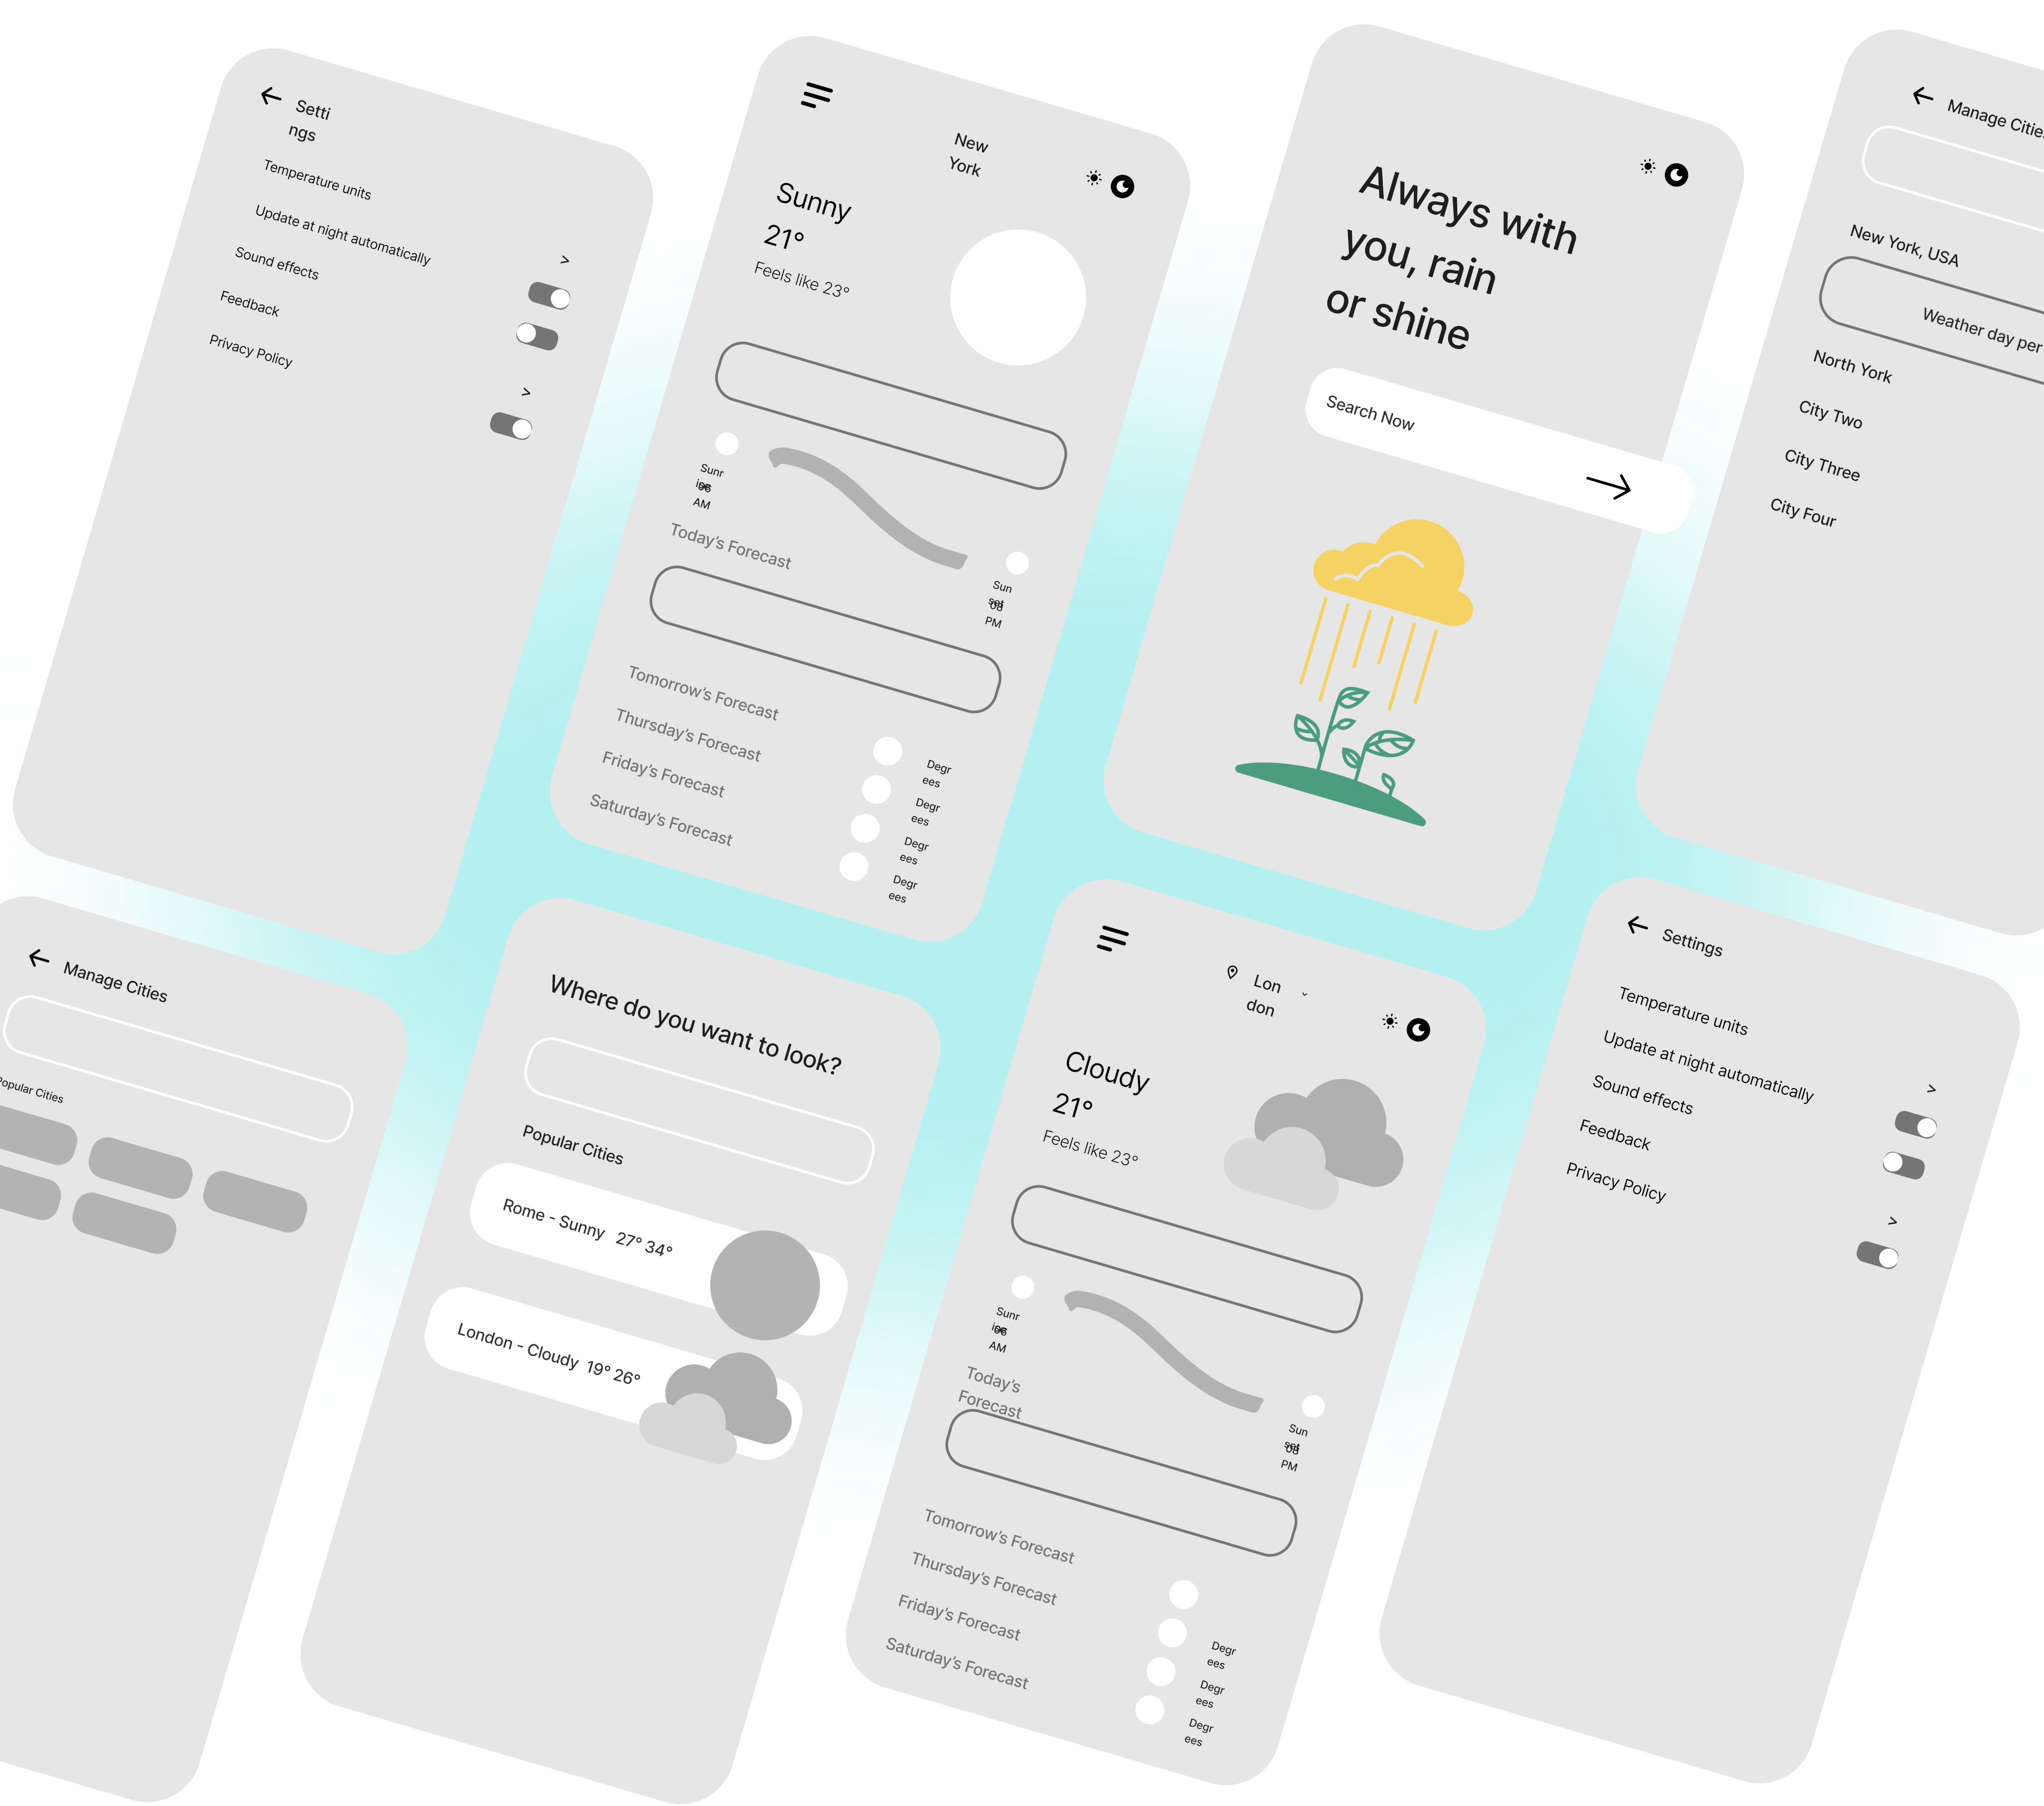 Setti
ngs
Temperature units
>
Update at night automatically
Sound effects
Feedback
>
Privacy Policy
New
York
Sunny
21°
Feels like 23°
Sunr
ise
06
AM
Sun
set
08
PM
Today's Forecast
Tomorrow's Forecast
Degr
ees
Thursday's Forecast
Degr
ees
Friday's Forecast
Degr
ees
Saturday's Forecast
Degr
ees
Always with
you, rain
or shine
Search Now
Manage Citie
New York, USA
Weather day per
North York
City Two
City Three
City Four
Manage Cities
Popular Cities
Where do you want to look?
Popular Cities
Rome - Sunny 27° 34°
London - Cloudy 19° 26°
Lon
don
Cloudy
21°
Feels like 23°
Sunr
ise
06
AM
Sun
set
08
PM
Today's
Forecast
Tomorrow's Forecast
Thursday's Forecast
Degr
ees
Friday's Forecast
Degr
ees
Saturday's Forecast
Degr
ees
Settings
Temperature units
>
Update at night automatically
Sound effects
Feedback
>
Privacy Policy